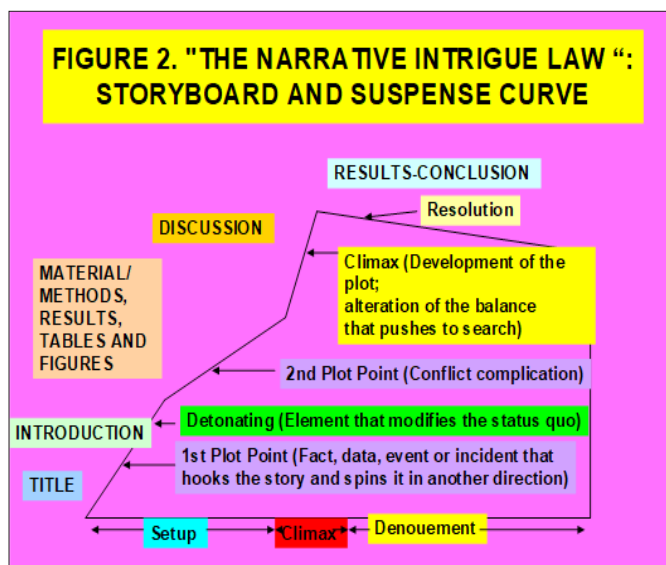 FIGURE 2. "THE NARRATIVE INTRIGUE LAW “:
STORYBOARD AND SUSPENSE CURVE
RESULTS-CONCLUSION
Resolution
DISCUSSION
Climax (Development of the
plot;
alteration of the balance
that pushes to search)
MATERIAL/
METHODS,
RESULTS,
TABLES AND
FIGURES
2nd Plot Point (Conflict complication)
Detonating (Element that modifies the status quo)
INTRODUCTION
1st Plot Point (Fact, data, event or incident that
hooks the story and spins it in another direction)
TITLE
Setup
Climax
Denouement